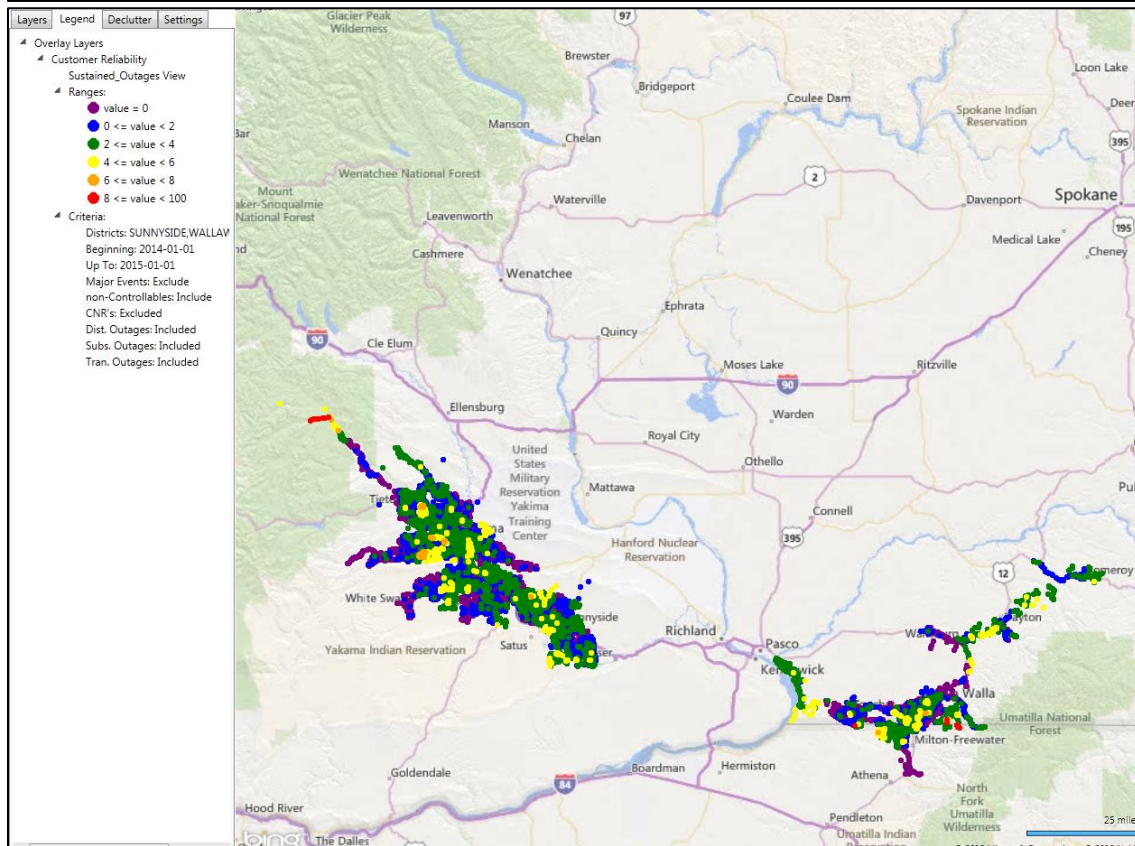 Layers Legend Declutter Settings
Overlay Layers
Customer Reliability
Sustained_Outages View
Ranges:
value = 0
0 <= value < 2
2 <= value < 4
4 <= value < 6
6 <= value < 8
8 <= value < 100
Criteria:
Districts: SUNNYSIDE,WALLAW
Beginning: 2014-01-01
Up To: 2015-01-01
Major Events: Exclude
non-Controllables: Include
CNR's: Excluded
Dist. Outages: Included
Subs. Outages: Included
Tran. Outages: Included
Glacier Peak
Wilderness
97
Brewster
Bridgeport
Loon Lake
Coulee Dam
Spokane Indian
Reservation
Deer
395
Manson
Chelan
Wenatchee National Forest
2
Mount
aker-Snoqualmie
National Forest
Waterville
Davenport
Spokane
195
Leavenworth
Medical Lake
Cheney
Cashmere
Wenatchee
Ephrata
Quincy
90
Cle Elum
Moses Lake
90
Ritzville
Ellensburg
Warden
Royal City
Othello
United
States
Military
Reservation
Yakima
Training
Center
Mattawa
Pu
Connell
395
Hanford Nuclear
Reservation
12
omeroy
White Swa
nnyside
Richland
Pasco
Satus
Yakama Indian Reservation
Walla
Umatilla National
Forest
Milton-Freewater
Boardman
Hermiston
Athena
Goldendale
84
North
Fork
Umatilla
Wilderness
Hood River
Pendleton
25 mile
bing
The Dalles
Umatilla Indian